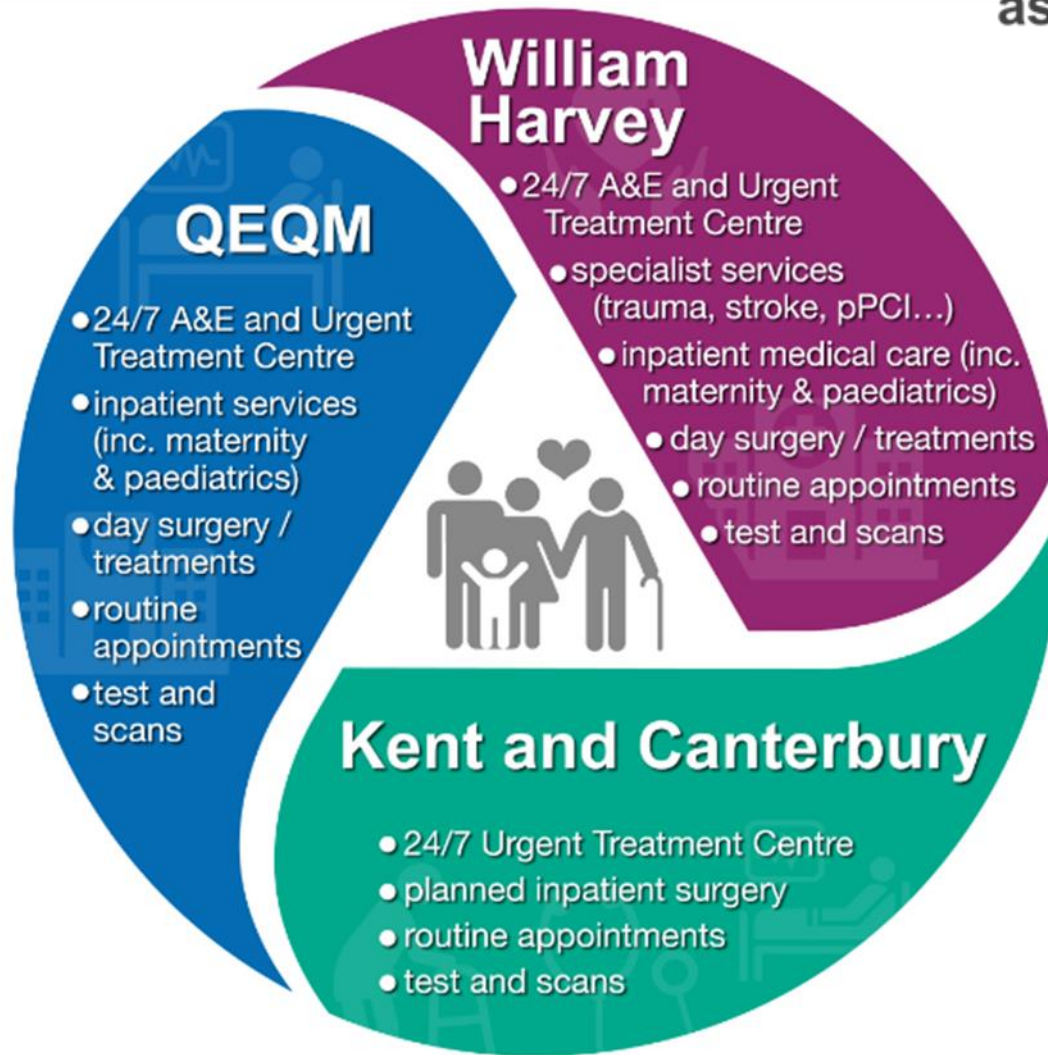 as
William
Harvey
•24/7 A&E and Urgent
Treatment Centre
•specialist services
(trauma, stroke, pPCI...)
•inpatient medical care (inc.
maternity & paediatrics)
•day surgery / treatments
•routine appointments
•test and scans
QEQM
•24/7 A&E and Urgent
Treatment Centre
•inpatient services
(inc. maternity
& paediatrics)
•day surgery /
treatments
•routine
appointments
•test and
scans
Kent and Canterbury
•24/7 Urgent Treatment Centre
•planned inpatient surgery
•routine appointments
•test and scans